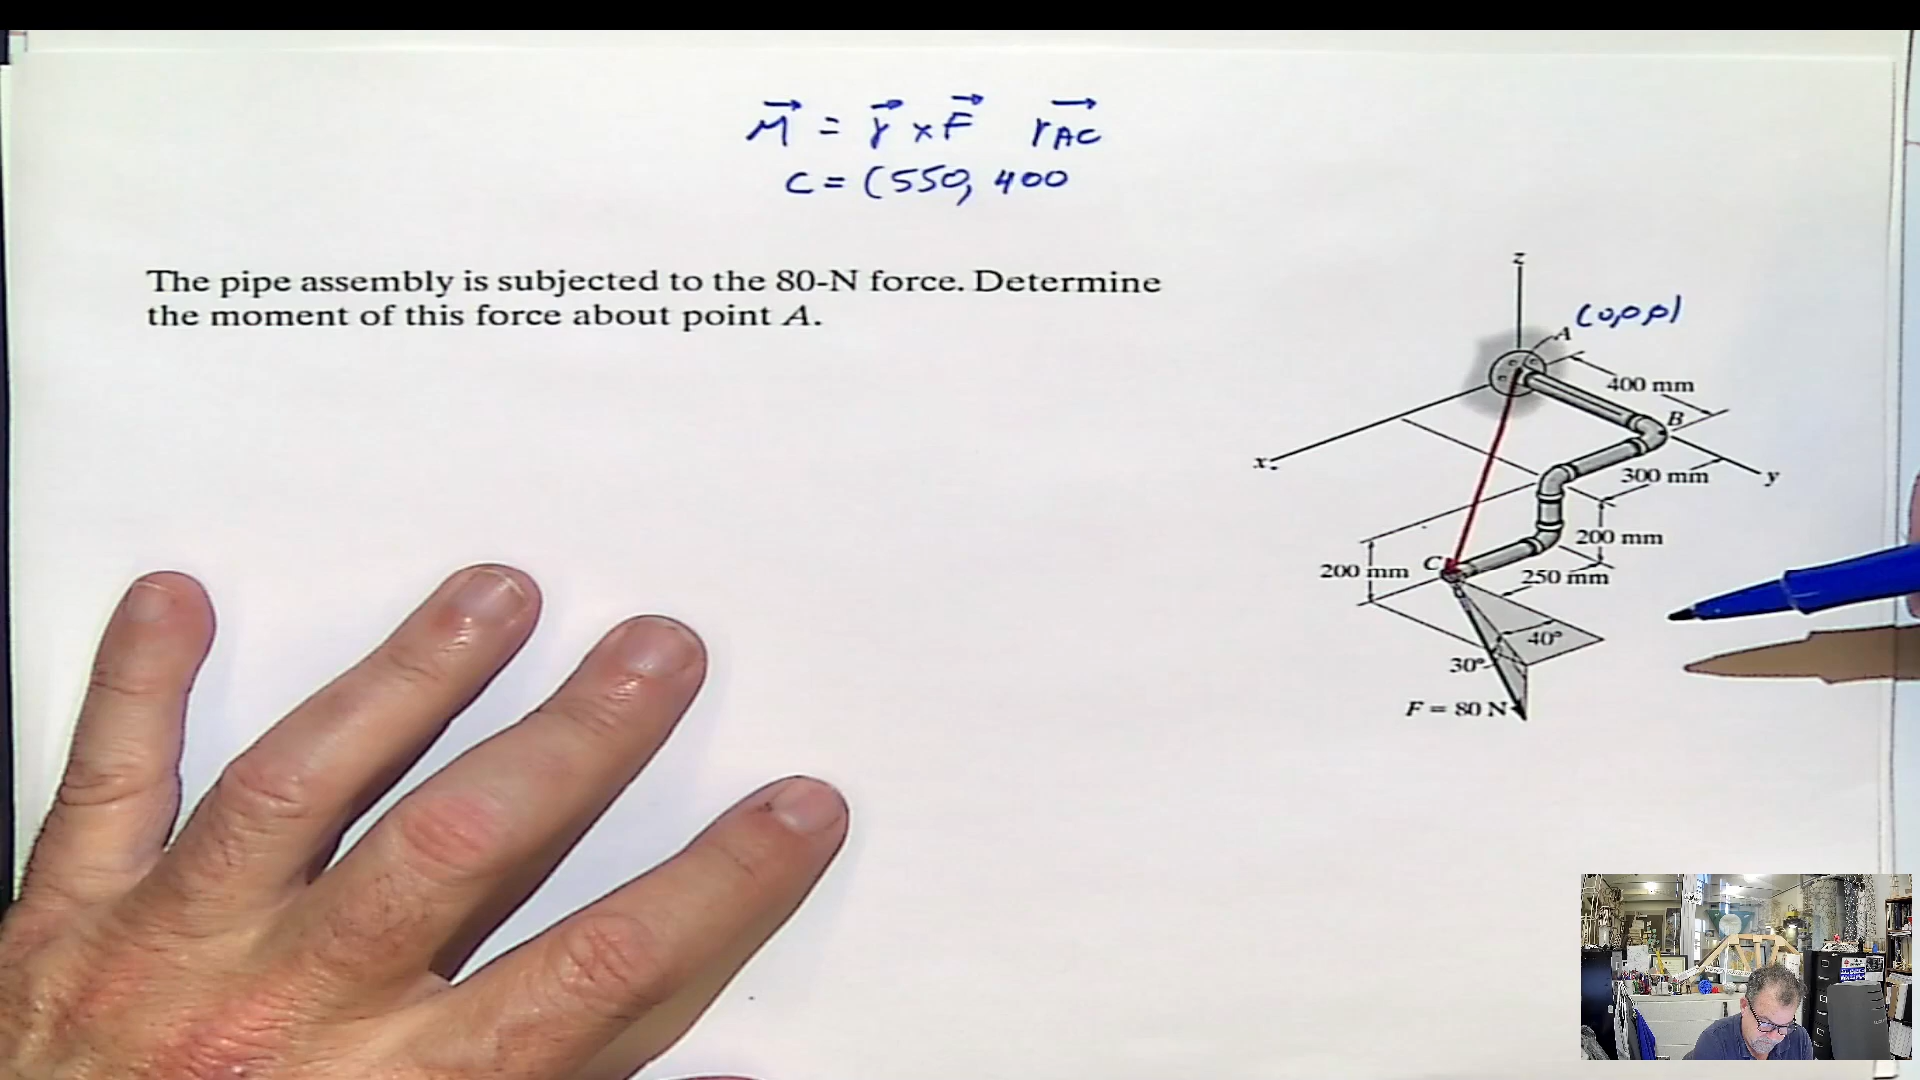 M = r x F   rAC
C = (550, 400
The pipe assembly is subjected to the 80-N force. Determine
the moment of this force about point A.
z
(0,0,0)
A
400 mm
B
x
300 mm
y
200 mm
200 mm
C
250 mm
40°
30°
F = 80 N